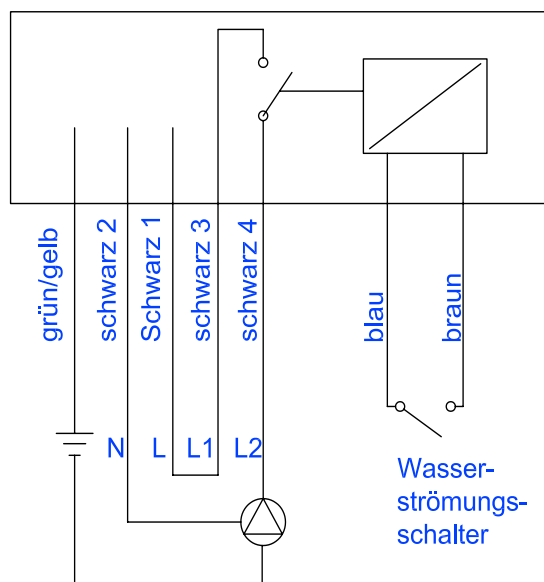 grün/gelb
schwarz 2
Schwarz 1
schwarz 3
schwarz 4
blau
braun
N
L
L1
L2
Wasser-
strömungs-
schalter